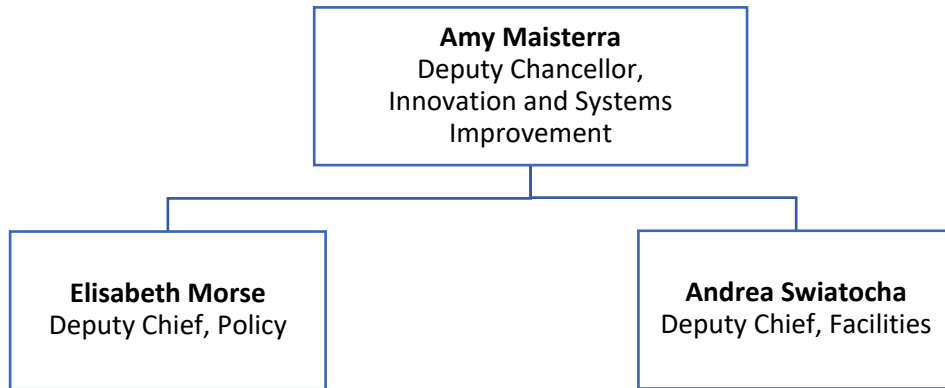 Amy Maisterra
Deputy Chancellor,
Innovation and Systems
Improvement
Elisabeth Morse
Deputy Chief, Policy
Andrea Swiatocha
Deputy Chief, Facilities